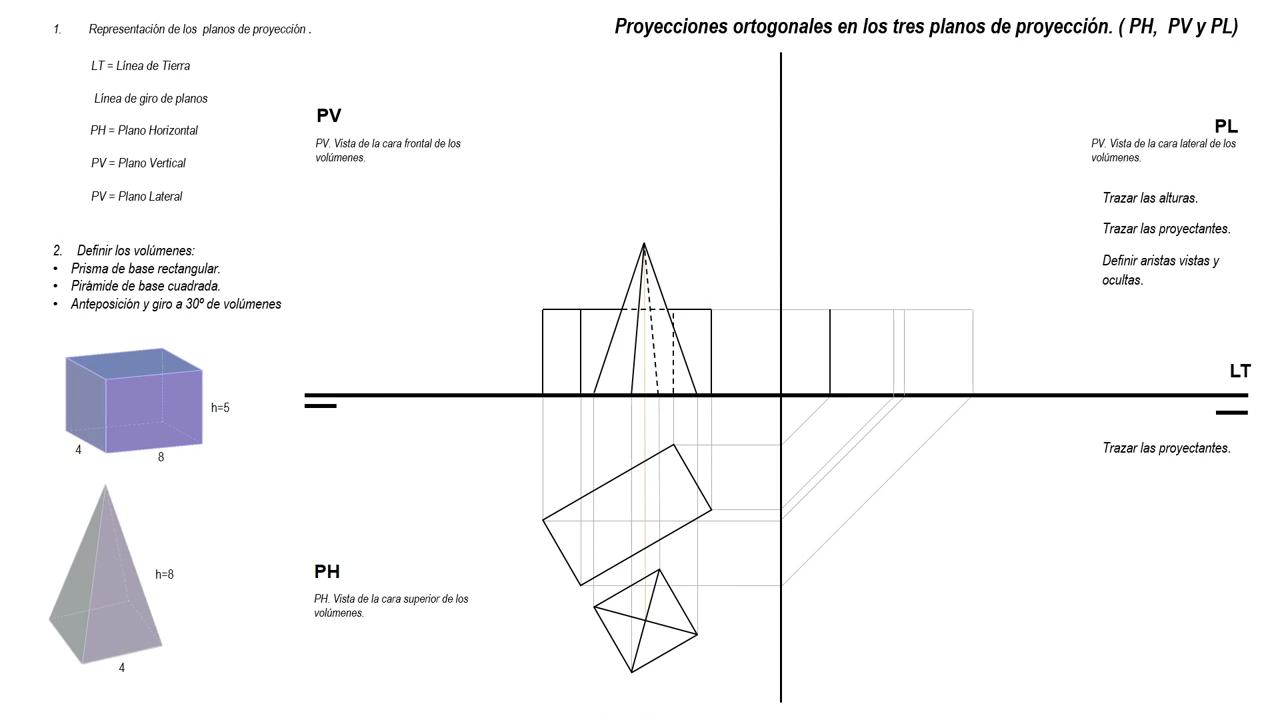 Proyecciones ortogonales en los tres planos de proyección. ( PH,  PV y PL)
1. Representación de los planos de proyección .
LT = Línea de Tierra
Línea de giro de planos
PH = Plano Horizontal
PV = Plano Vertical
PV = Plano Lateral
2. Definir los volúmenes:
• Prisma de base rectangular.
• Pirámide de base cuadrada.
• Anteposición y giro a 30º de volúmenes
h=5
4
8
h=8
4
PV
PV. Vista de la cara frontal de los
volúmenes.
PL
PV. Vista de la cara lateral de los
volúmenes.
Trazar las alturas.
Trazar las proyectantes.
Definir aristas vistas y
ocultas.
LT
Trazar las proyectantes.
PH
PH. Vista de la cara superior de los
volúmenes.